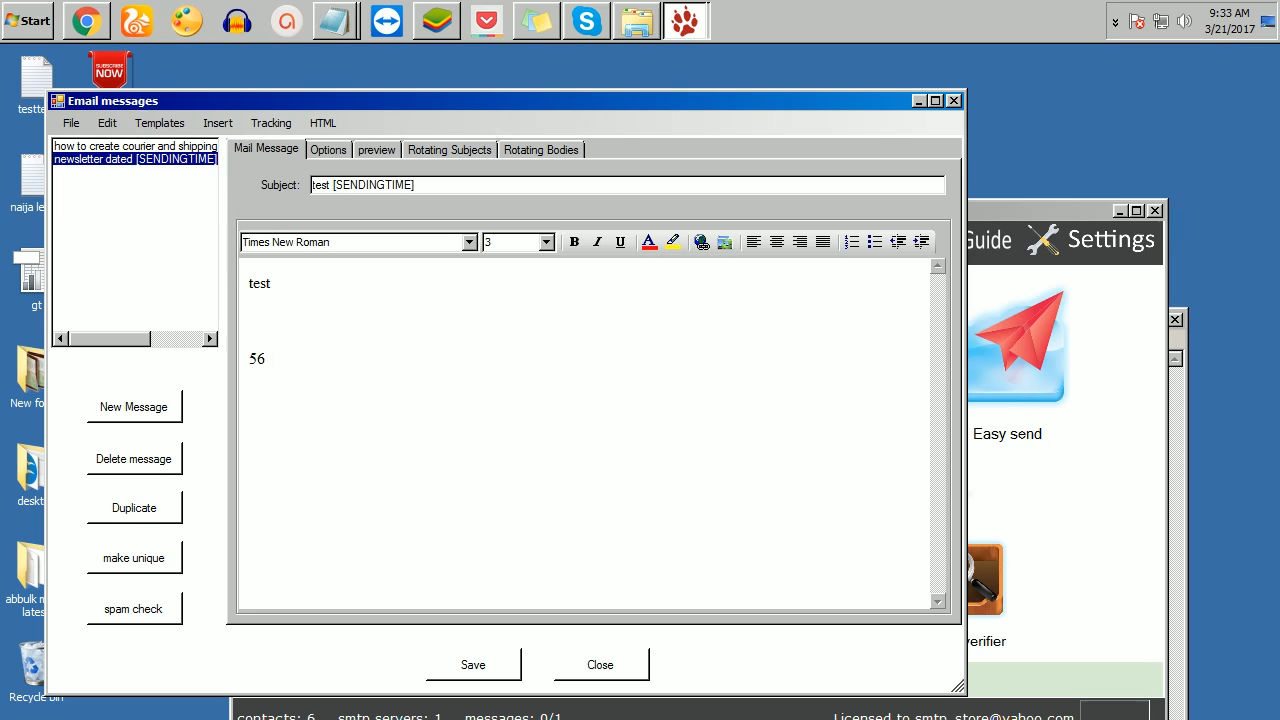 Start
9:33 AM
3/21/2017
SUBSCRIBE
NOW
Email messages
File Edit Templates Insert Tracking HTML
how to create courier and shipping
newsletter dated [SENDINGTIME]
Mail Message Options preview Rotating Subjects Rotating Bodies
Subject: test [SENDINGTIME]
Times New Roman 3 B I U A
test
56
New Message
Delete message
Duplicate
make unique
spam check
Save Close
testte
naija le
gt
New fo
deskt
abbulk m
lates
Recycle bin
Guide Settings
Easy send
verifier
contacts: 6 smtp servers: 1 messages: 0/1 Licensed to smtp_store@yahoo.com